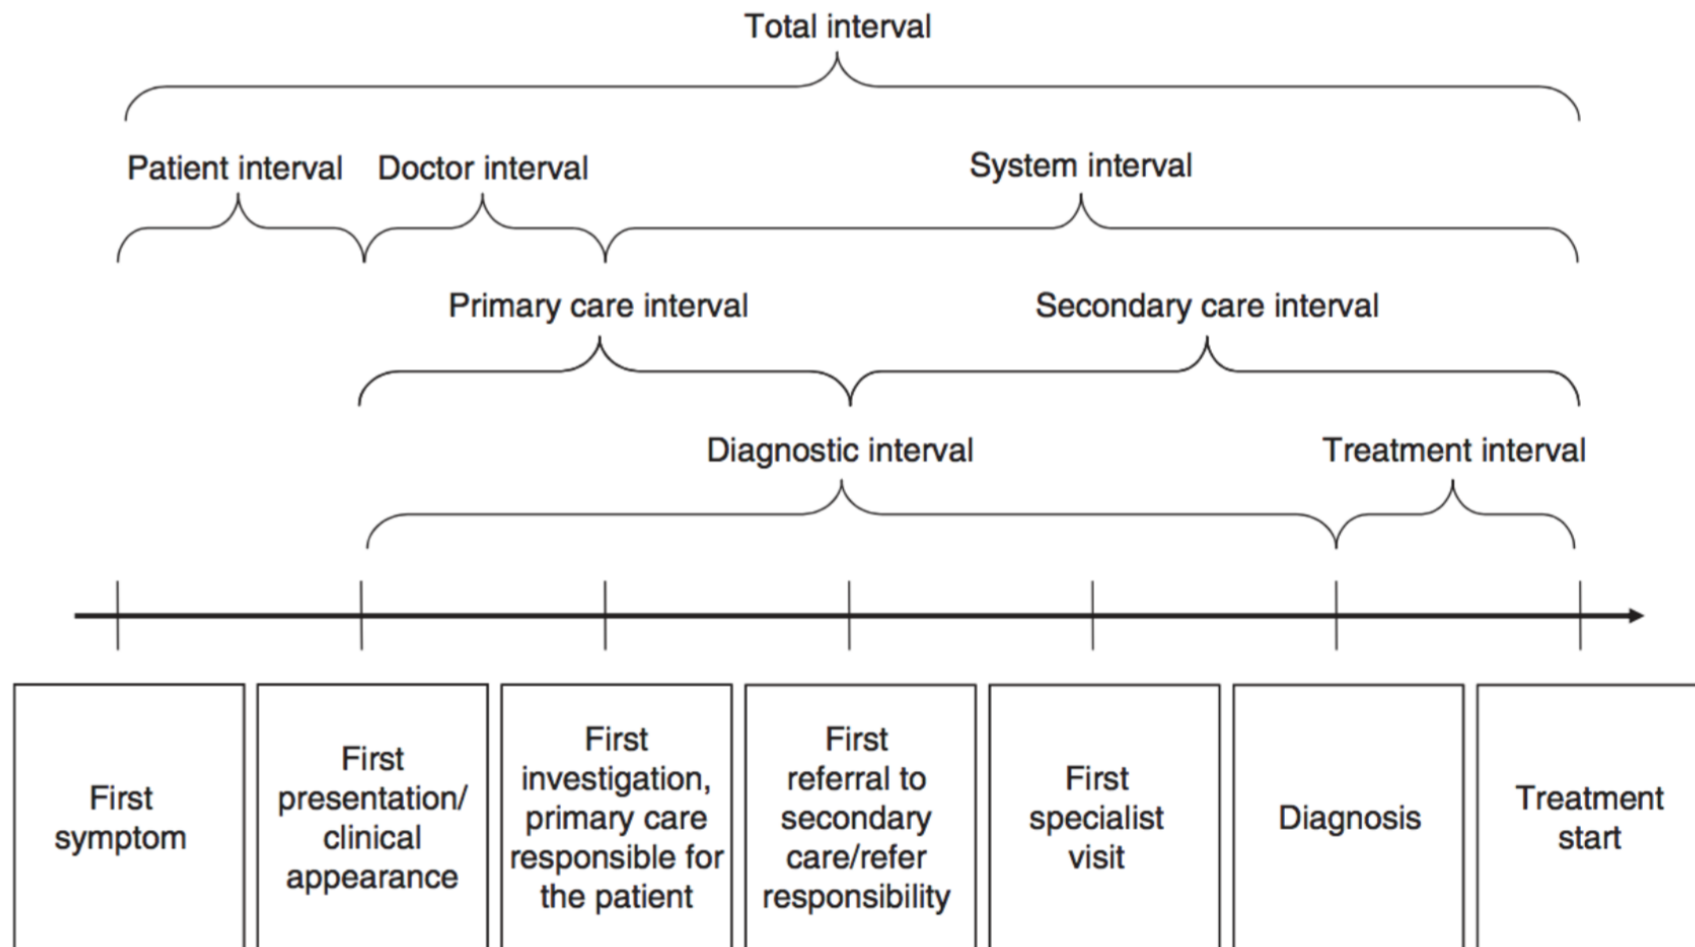 Total interval
Patient interval
Doctor interval
System interval
Primary care interval
Secondary care interval
Diagnostic interval
Treatment interval
First
symptom
First
presentation/
clinical
appearance
First
investigation,
primary care
responsible for
the patient
First
referral to
secondary
care/refer
responsibility
First
specialist
visit
Diagnosis
Treatment
start